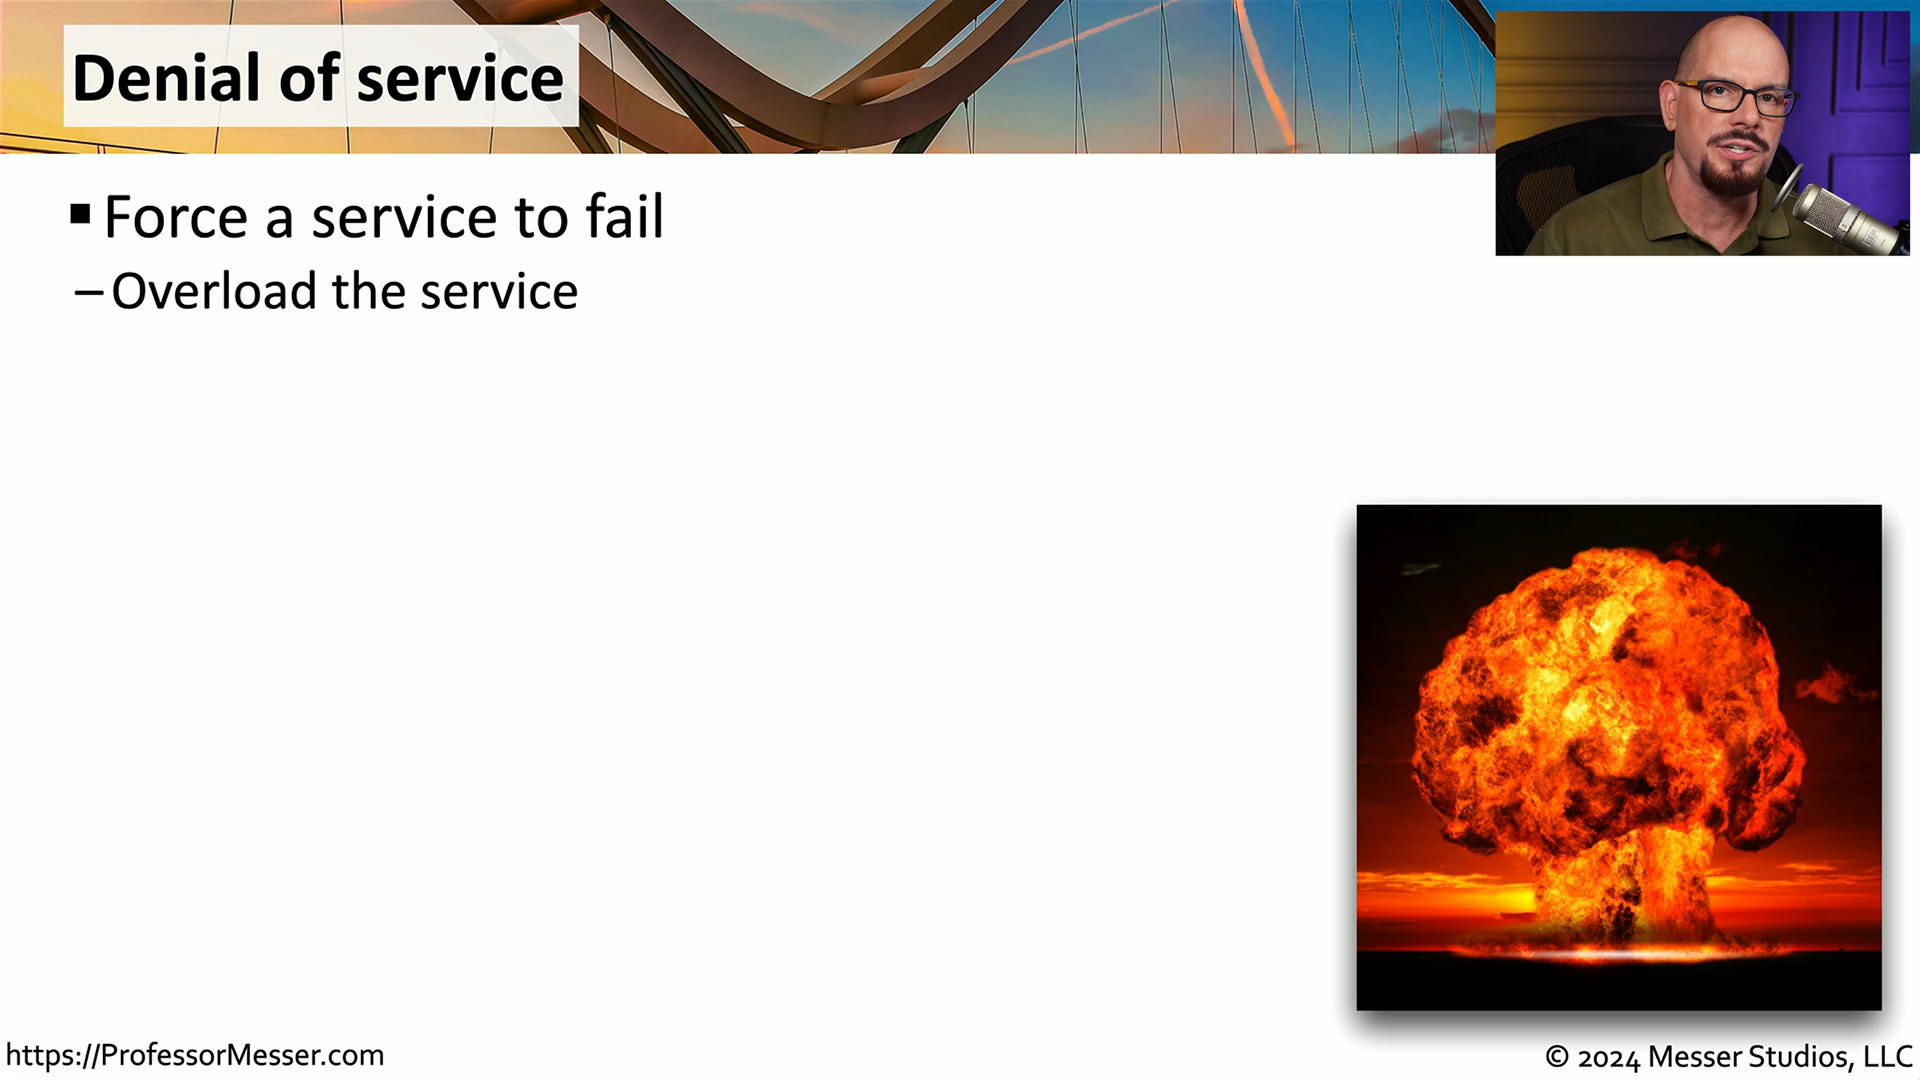 Denial of service
▪ Force a service to fail
– Overload the service
https://ProfessorMesser.com
© 2024 Messer Studios, LLC